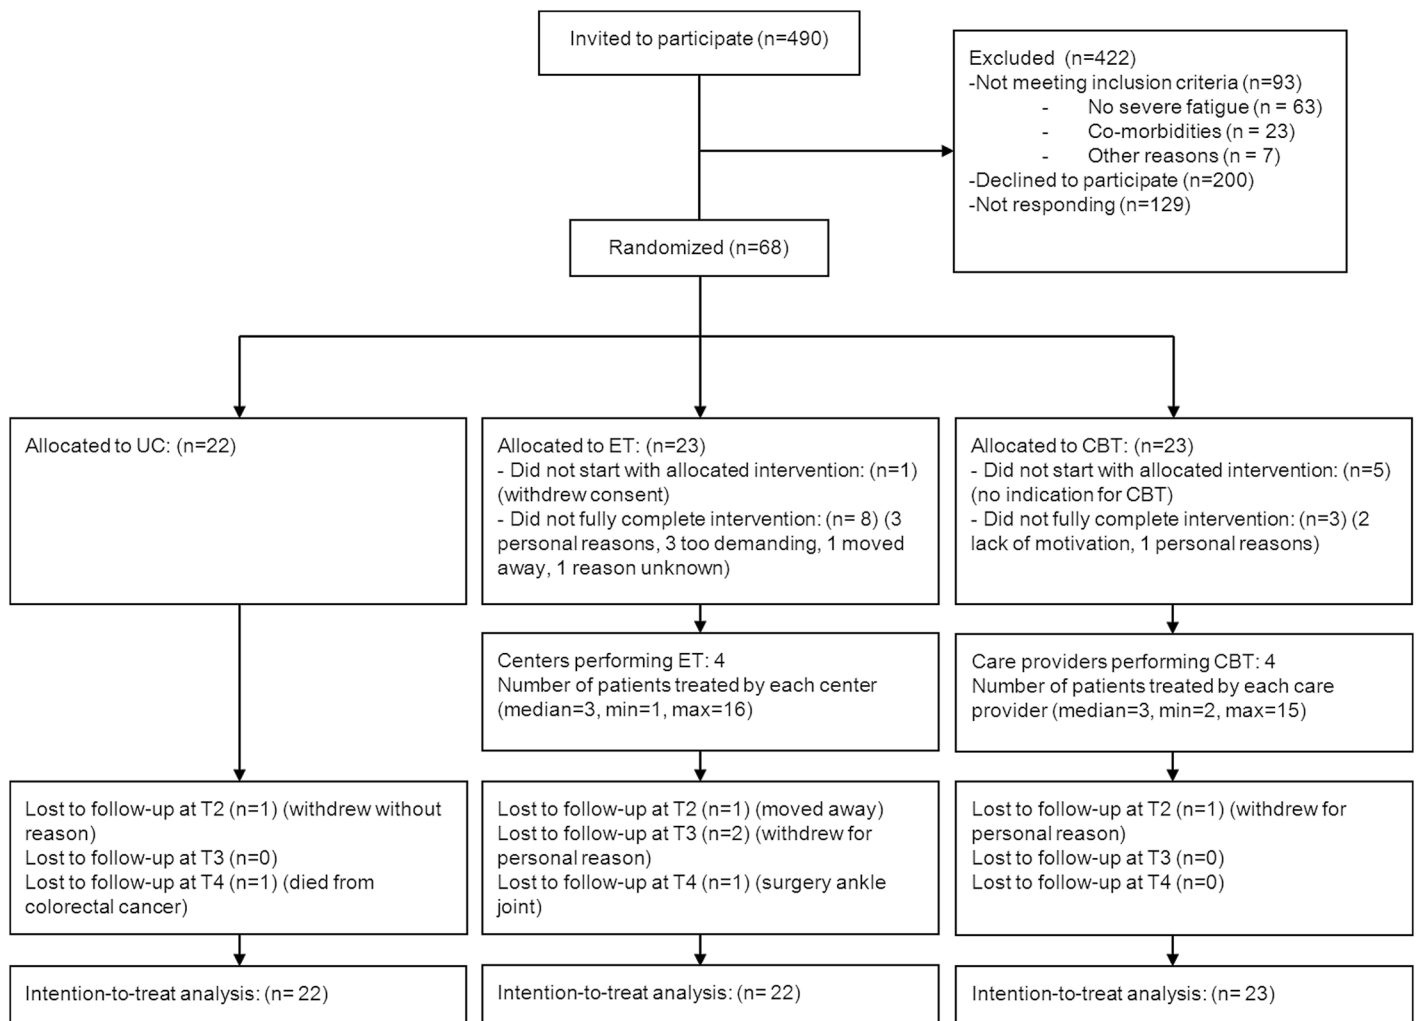 Invited to participate (n=490)
Excluded (n=422)
-Not meeting inclusion criteria (n=93)
- No severe fatigue (n = 63)
- Co-morbidities (n = 23)
- Other reasons (n = 7)
-Declined to participate (n=200)
-Not responding (n=129)
Randomized (n=68)
Allocated to UC: (n=22)
Allocated to ET: (n=23)
- Did not start with allocated intervention: (n=1)
(withdrew consent)
- Did not fully complete intervention: (n= 8) (3
personal reasons, 3 too demanding, 1 moved
away, 1 reason unknown)
Allocated to CBT: (n=23)
- Did not start with allocated intervention: (n=5)
(no indication for CBT)
- Did not fully complete intervention: (n=3) (2
lack of motivation, 1 personal reasons)
Centers performing ET: 4
Number of patients treated by each center
(median=3, min=1, max=16)
Care providers performing CBT: 4
Number of patients treated by each care
provider (median=3, min=2, max=15)
Lost to follow-up at T2 (n=1) (withdrew without
reason)
Lost to follow-up at T3 (n=0)
Lost to follow-up at T4 (n=1) (died from
colorectal cancer)
Lost to follow-up at T2 (n=1) (moved away)
Lost to follow-up at T3 (n=2) (withdrew for
personal reason)
Lost to follow-up at T4 (n=1) (surgery ankle
joint)
Lost to follow-up at T2 (n=1) (withdrew for
personal reason)
Lost to follow-up at T3 (n=0)
Lost to follow-up at T4 (n=0)
Intention-to-treat analysis: (n= 22)
Intention-to-treat analysis: (n= 22)
Intention-to-treat analysis: (n= 23)